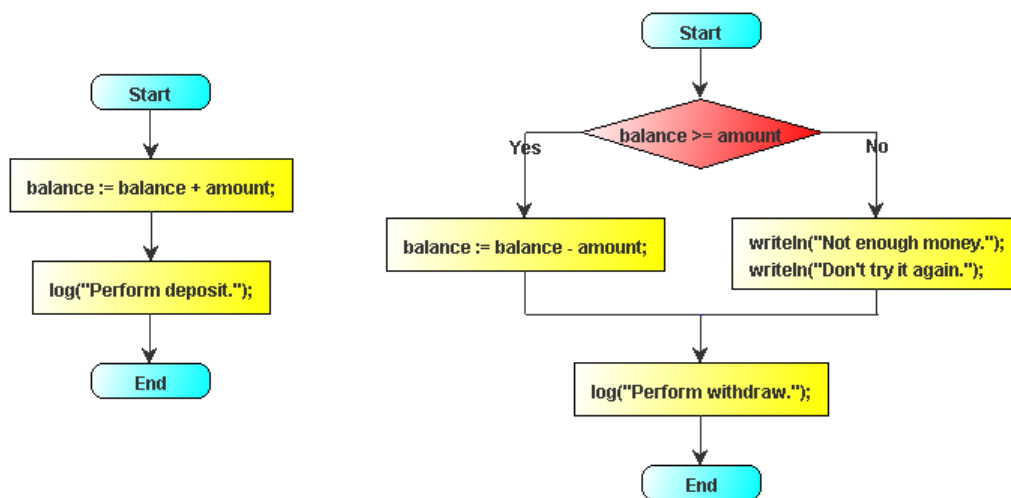 Start
balance := balance + amount;
log("Perform deposit.");
End
Start
balance >= amount
Yes
No
balance := balance - amount;
writeln("Not enough money.");
writeln("Don't try it again.");
log("Perform withdraw.");
End